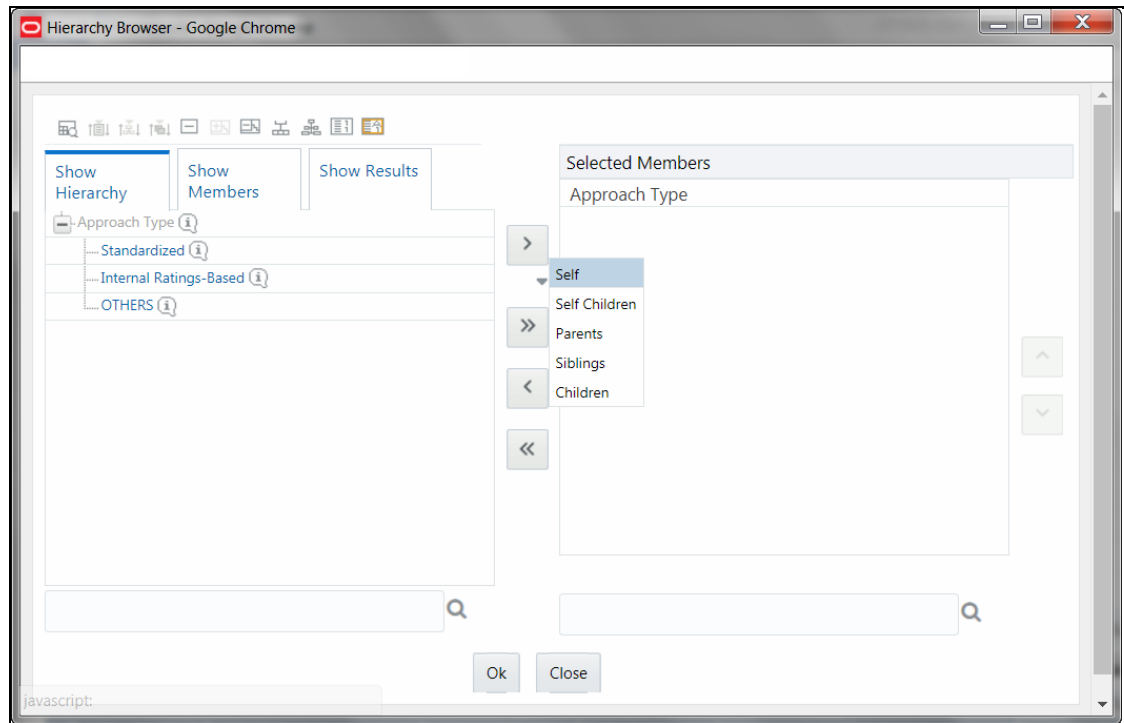 Hierarchy Browser - Google Chrome
Show Hierarchy
Show Members
Show Results
Approach Type
Standardized
Internal Ratings-Based
OTHERS
Self
Self Children
Parents
Siblings
Children
Selected Members
Approach Type
Ok
Close
javascript: